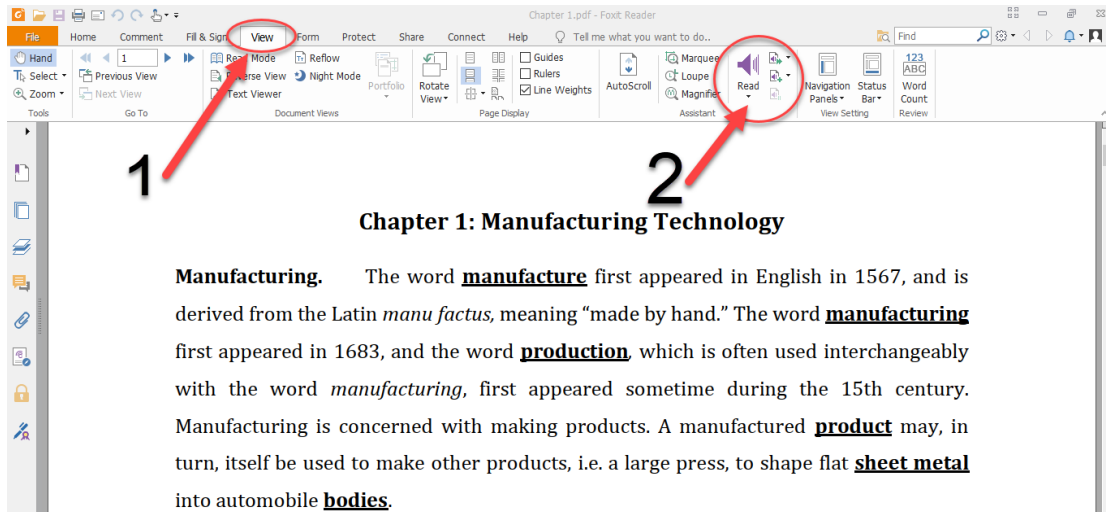 Chapter 1.pdf - Foxit Reader
File Home Comment Fill & Sign View Form Protect Share Connect Help Tell me what you want to do.. Find
Hand 1 Read Mode Reflow Guides Marquee 123
Select Previous View Reverse View Night Mode Portfolio Rotate View Rulers AutoScroll Loupe Read Navigation Panels Status Bar ABC Word Count
Zoom Next View Text Viewer Line Weights Magnifier
Tools Go To Document Views Page Display Assistant View Setting Review
1 2
Chapter 1: Manufacturing Technology
Manufacturing. The word manufacture first appeared in English in 1567, and is
derived from the Latin manu factus, meaning “made by hand.” The word manufacturing
first appeared in 1683, and the word production, which is often used interchangeably
with the word manufacturing, first appeared sometime during the 15th century.
Manufacturing is concerned with making products. A manufactured product may, in
turn, itself be used to make other products, i.e. a large press, to shape flat sheet metal
into automobile bodies.